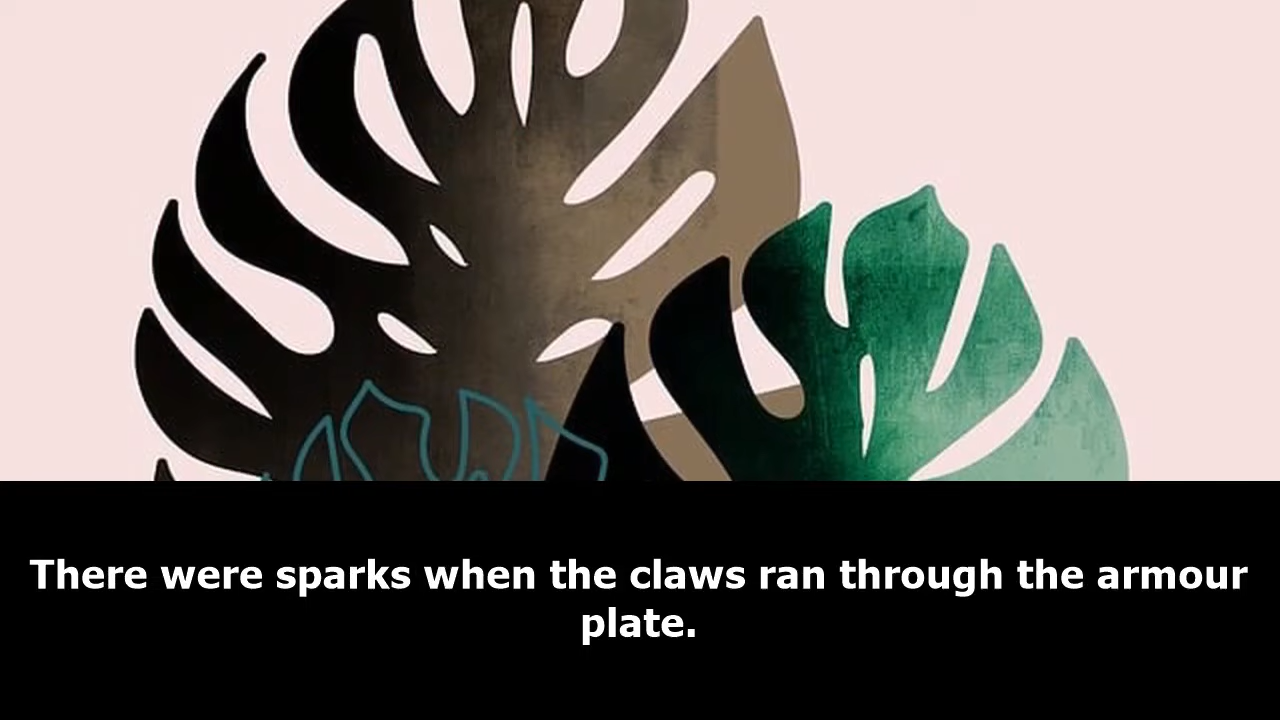 There were sparks when the claws ran through the armour
plate.